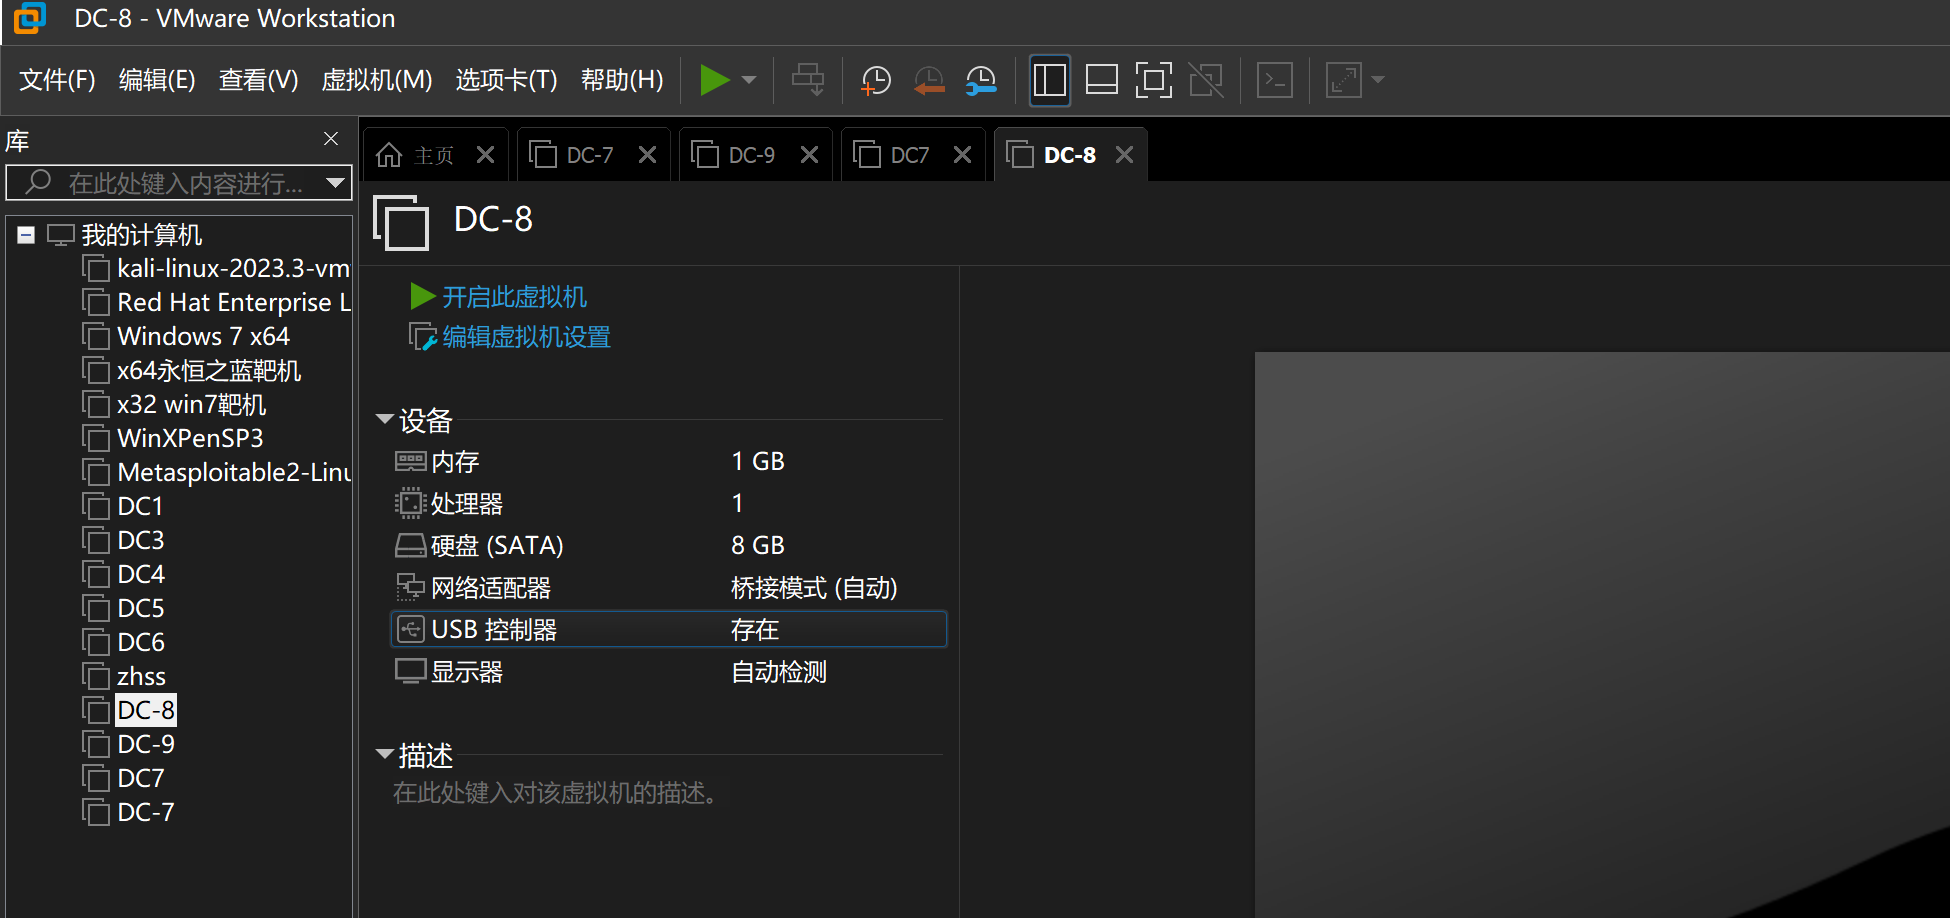 DC-8 - VMware Workstation
文件(F) 编辑(E) 查看(V) 虚拟机(M) 选项卡(T) 帮助(H)
库
在此处键入内容进行...
我的计算机
kali-linux-2023.3-vm
Red Hat Enterprise L
Windows 7 x64
x64永恒之蓝靶机
x32 win7靶机
WinXPenSP3
Metasploitable2-Linu
DC1
DC3
DC4
DC5
DC6
zhss
DC-8
DC-9
DC7
DC-7
主页 DC-7 DC-9 DC7 DC-8
DC-8
开启此虚拟机
编辑虚拟机设置
设备
内存 1 GB
处理器 1
硬盘 (SATA) 8 GB
网络适配器 桥接模式 (自动)
USB 控制器 存在
显示器 自动检测
描述
在此处键入对该虚拟机的描述。